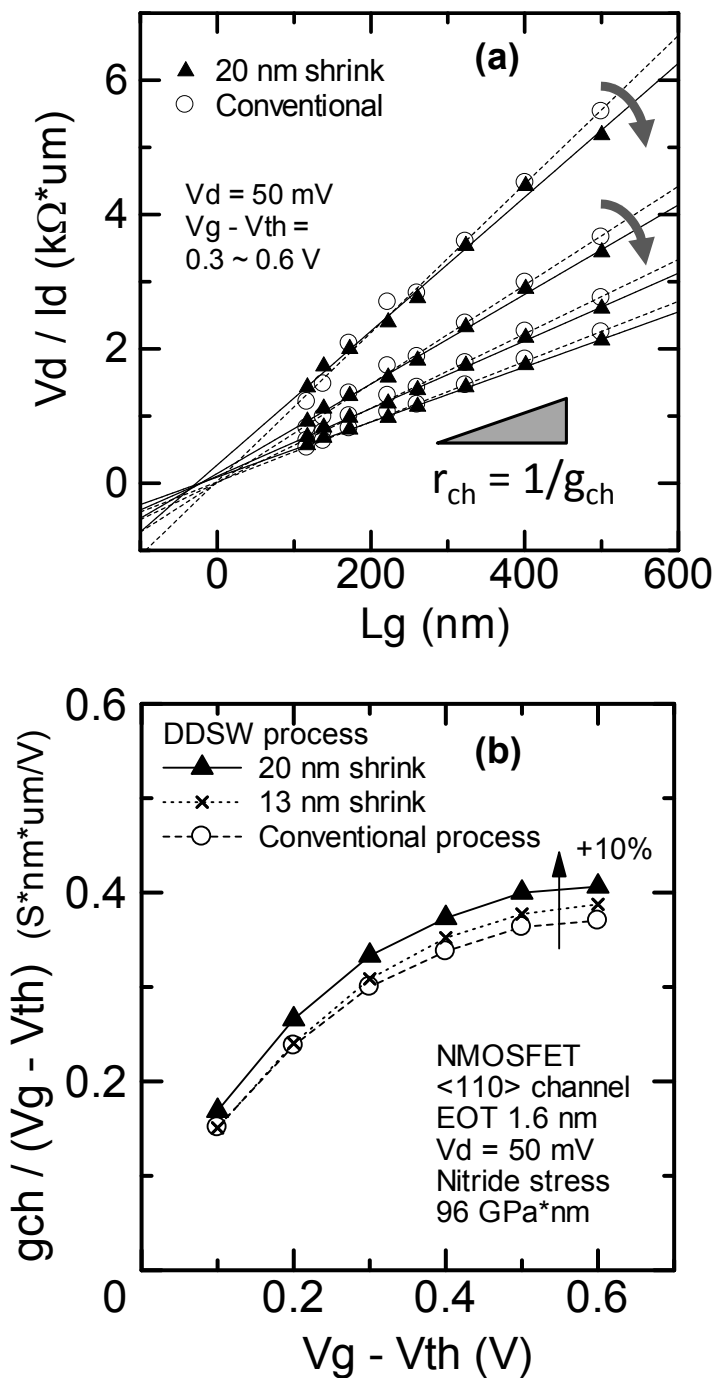 (a)
20 nm shrink
Conventional
Vd = 50 mV
Vg - Vth =
0.3 ~ 0.6 V
6
4
2
0
Vd / Id (kΩ*um)
r_ch = 1/g_ch
0
200
400
600
Lg (nm)
0.6
DDSW process
(b)
20 nm shrink
13 nm shrink
Conventional process
+10%
0.4
0.2
gch / (Vg - Vth) (S*nm*um/V)
NMOSFET
<110> channel
EOT 1.6 nm
Vd = 50 mV
Nitride stress
96 GPa*nm
0
0.2
0.4
0.6
Vg - Vth (V)